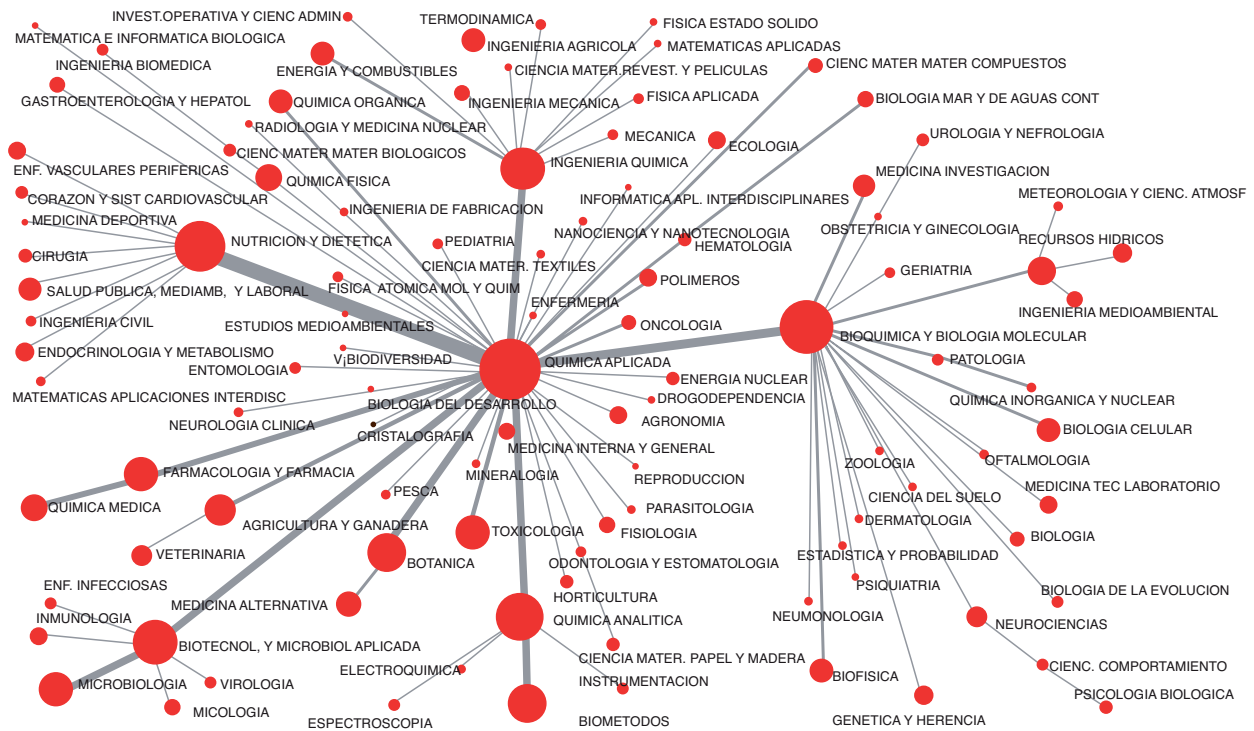 INVEST.OPERATIVA Y CIENC ADMIN
TERMODINAMICA
FISICA ESTADO SOLIDO
MATEMATICA E INFORMATICA BIOLOGICA
INGENIERIA AGRICOLA
MATEMATICAS APLICADAS
INGENIERIA BIOMEDICA
ENERGIA Y COMBUSTIBLES
CIENCIA MATER.REVEST. Y PELICULAS
CIENC MATER MATER COMPUESTOS
GASTROENTEROLOGIA Y HEPATOL
QUIMICA ORGANICA
INGENIERIA MECANICA
FISICA APLICADA
BIOLOGIA MAR Y DE AGUAS CONT
RADIOLOGIA Y MEDICINA NUCLEAR
MECANICA
ECOLOGIA
UROLOGIA Y NEFROLOGIA
CIENC MATER MATER BIOLOGICOS
INGENIERIA QUIMICA
ENF. VASCULARES PERIFERICAS
QUIMICA FISICA
MEDICINA INVESTIGACION
CORAZON Y SIST CARDIOVASCULAR
INFORMATICA APL. INTERDISCIPLINARES
METEOROLOGIA Y CIENC. ATMOSF
MEDICINA DEPORTIVA
INGENIERIA DE FABRICACION
NANOCIENCIA Y NANOTECNOLOGIA
OBSTETRICIA Y GINECOLOGIA
RECURSOS HIDRICOS
NUTRICION Y DIETETICA
PEDIATRIA
HEMATOLOGIA
CIRUGIA
CIENCIA MATER. TEXTILES
GERIATRIA
SALUD PUBLICA, MEDIAMB, Y LABORAL
FISICA ATOMICA MOL Y QUIM
POLIMEROS
ENFERMERIA
INGENIERIA MEDIOAMBIENTAL
INGENIERIA CIVIL
ESTUDIOS MEDIOAMBIENTALES
ONCOLOGIA
BIOQUIMICA Y BIOLOGIA MOLECULAR
ENDOCRINOLOGIA Y METABOLISMO
V¡BIODIVERSIDAD
QUIMICA APLICADA
PATOLOGIA
ENTOMOLOGIA
ENERGIA NUCLEAR
MATEMATICAS APLICACIONES INTERDISC
BIOLOGIA DEL DESARROLLO
DROGODEPENDENCIA
QUIMICA INORGANICA Y NUCLEAR
NEUROLOGIA CLINICA
AGRONOMIA
CRISTALOGRAFIA
BIOLOGIA CELULAR
MEDICINA INTERNA Y GENERAL
FARMACOLOGIA Y FARMACIA
MINERALOGIA
REPRODUCCION
ZOOLOGIA
OFTALMOLOGIA
PESCA
CIENCIA DEL SUELO
MEDICINA TEC LABORATORIO
QUIMICA MEDICA
PARASITOLOGIA
DERMATOLOGIA
AGRICULTURA Y GANADERA
TOXICOLOGIA
FISIOLOGIA
BIOLOGIA
VETERINARIA
BOTANICA
ODONTOLOGIA Y ESTOMATOLOGIA
ESTADISTICA Y PROBABILIDAD
ENF. INFECCIOSAS
PSIQUIATRIA
BIOLOGIA DE LA EVOLUCION
MEDICINA ALTERNATIVA
HORTICULTURA
INMUNOLOGIA
QUIMICA ANALITICA
NEUMONOLOGIA
NEUROCIENCIAS
BIOTECNOL, Y MICROBIOL APLICADA
CIENCIA MATER. PAPEL Y MADERA
CIENC. COMPORTAMIENTO
ELECTROQUIMICA
BIOFISICA
MICROBIOLOGIA
VIROLOGIA
INSTRUMENTACION
PSICOLOGIA BIOLOGICA
MICOLOGIA
ESPECTROSCOPIA
BIOMETODOS
GENETICA Y HERENCIA